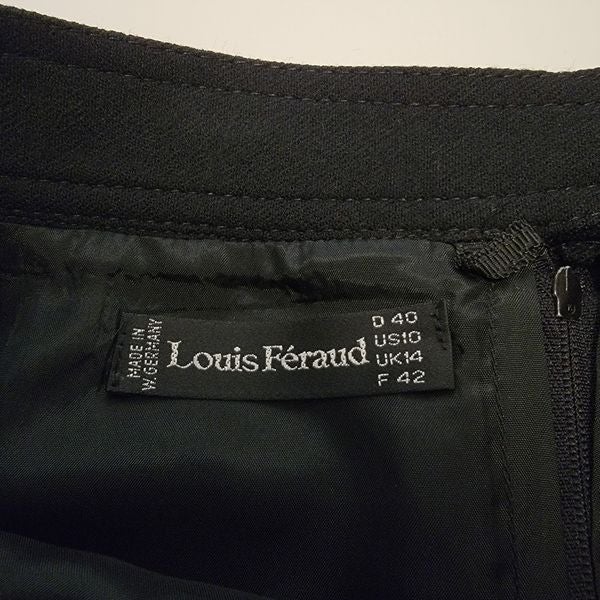 MADE IN
W. GERMANY
Louis Féraud
D 40
US10
UK14
F 42